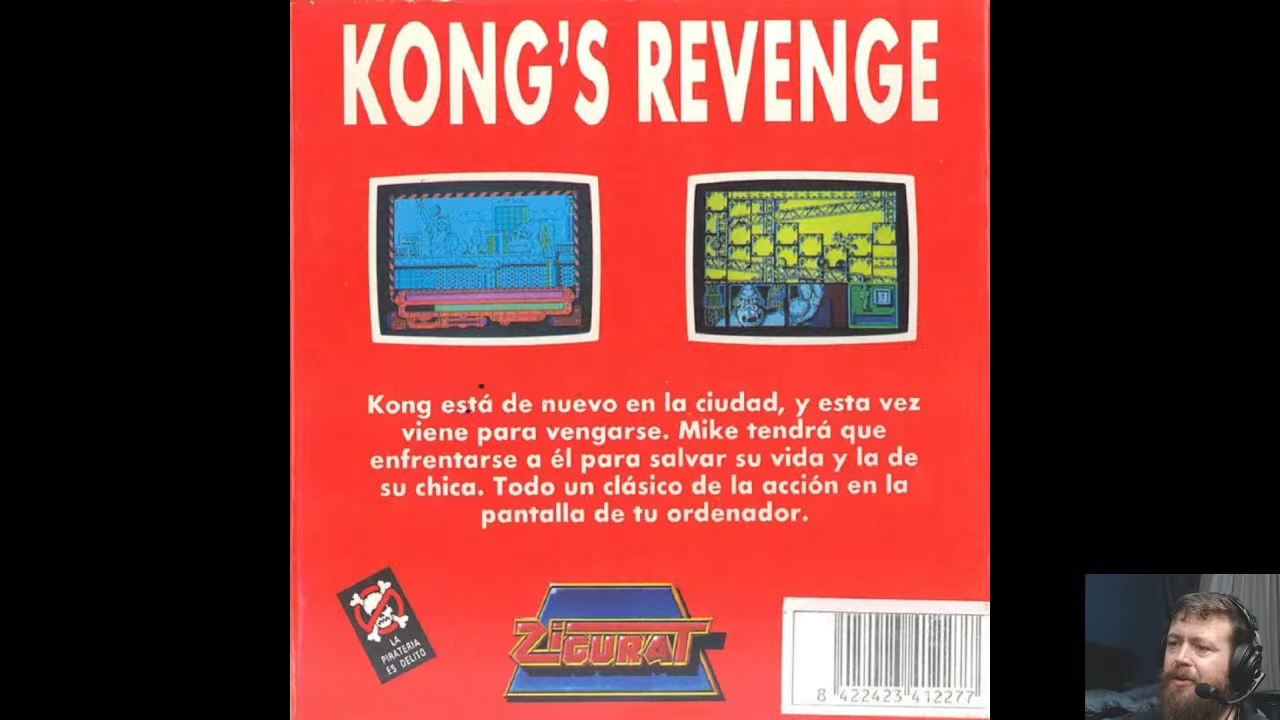 KONG'S REVENGE
Kong está de nuevo en la ciudad, y esta vez
viene para vengarse. Mike tendrá que
enfrentarse a él para salvar su vida y la de
su chica. Todo un clásico de la acción en la
pantalla de tu ordenador.
LA
PIRATERIA
ES DELITO
ZIGURAT
8 422423 412277